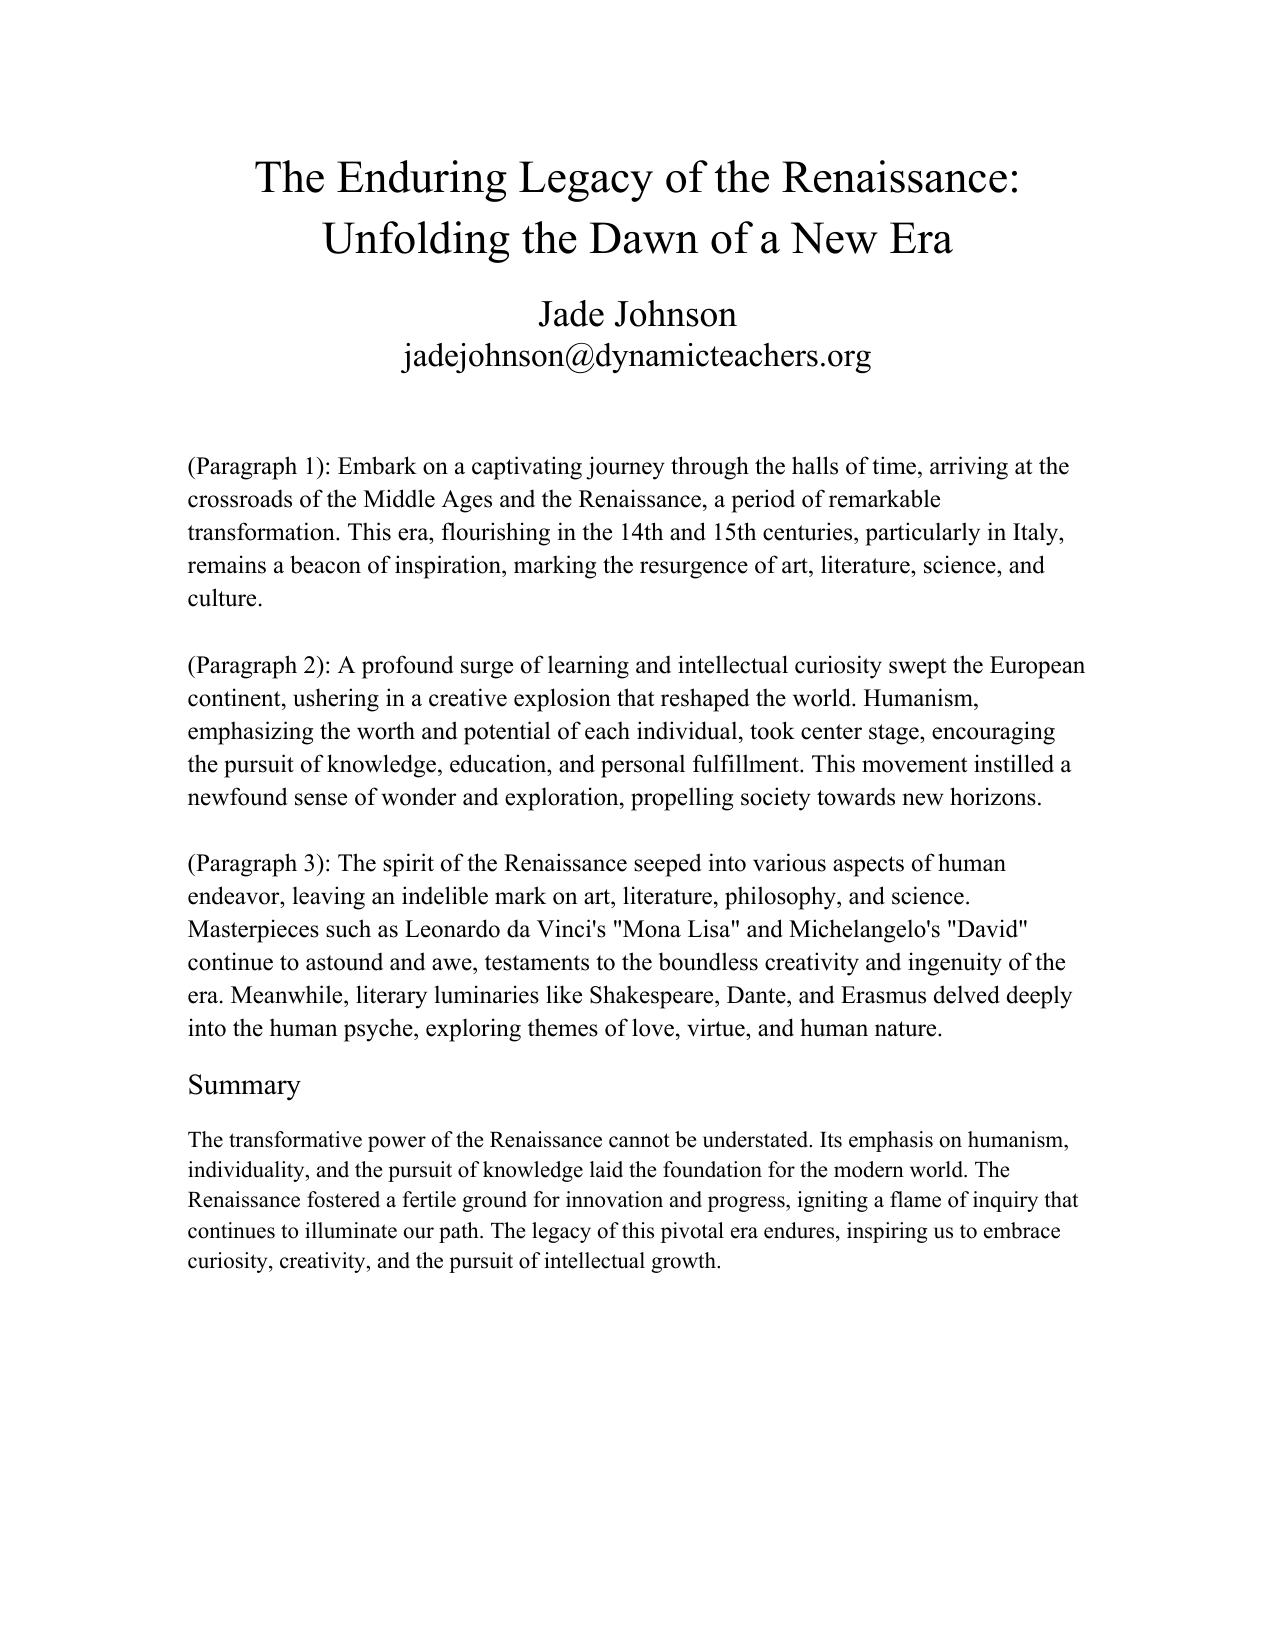 The Enduring Legacy of the Renaissance:
Unfolding the Dawn of a New Era
Jade Johnson
jadejohnson@dynamicteachers.org
(Paragraph 1): Embark on a captivating journey through the halls of time, arriving at the
crossroads of the Middle Ages and the Renaissance, a period of remarkable
transformation. This era, flourishing in the 14th and 15th centuries, particularly in Italy,
remains a beacon of inspiration, marking the resurgence of art, literature, science, and
culture.
(Paragraph 2): A profound surge of learning and intellectual curiosity swept the European
continent, ushering in a creative explosion that reshaped the world. Humanism,
emphasizing the worth and potential of each individual, took center stage, encouraging
the pursuit of knowledge, education, and personal fulfillment. This movement instilled a
newfound sense of wonder and exploration, propelling society towards new horizons.
(Paragraph 3): The spirit of the Renaissance seeped into various aspects of human
endeavor, leaving an indelible mark on art, literature, philosophy, and science.
Masterpieces such as Leonardo da Vinci's "Mona Lisa" and Michelangelo's "David"
continue to astound and awe, testaments to the boundless creativity and ingenuity of the
era. Meanwhile, literary luminaries like Shakespeare, Dante, and Erasmus delved deeply
into the human psyche, exploring themes of love, virtue, and human nature.
Summary
The transformative power of the Renaissance cannot be understated. Its emphasis on humanism,
individuality, and the pursuit of knowledge laid the foundation for the modern world. The
Renaissance fostered a fertile ground for innovation and progress, igniting a flame of inquiry that
continues to illuminate our path. The legacy of this pivotal era endures, inspiring us to embrace
curiosity, creativity, and the pursuit of intellectual growth.